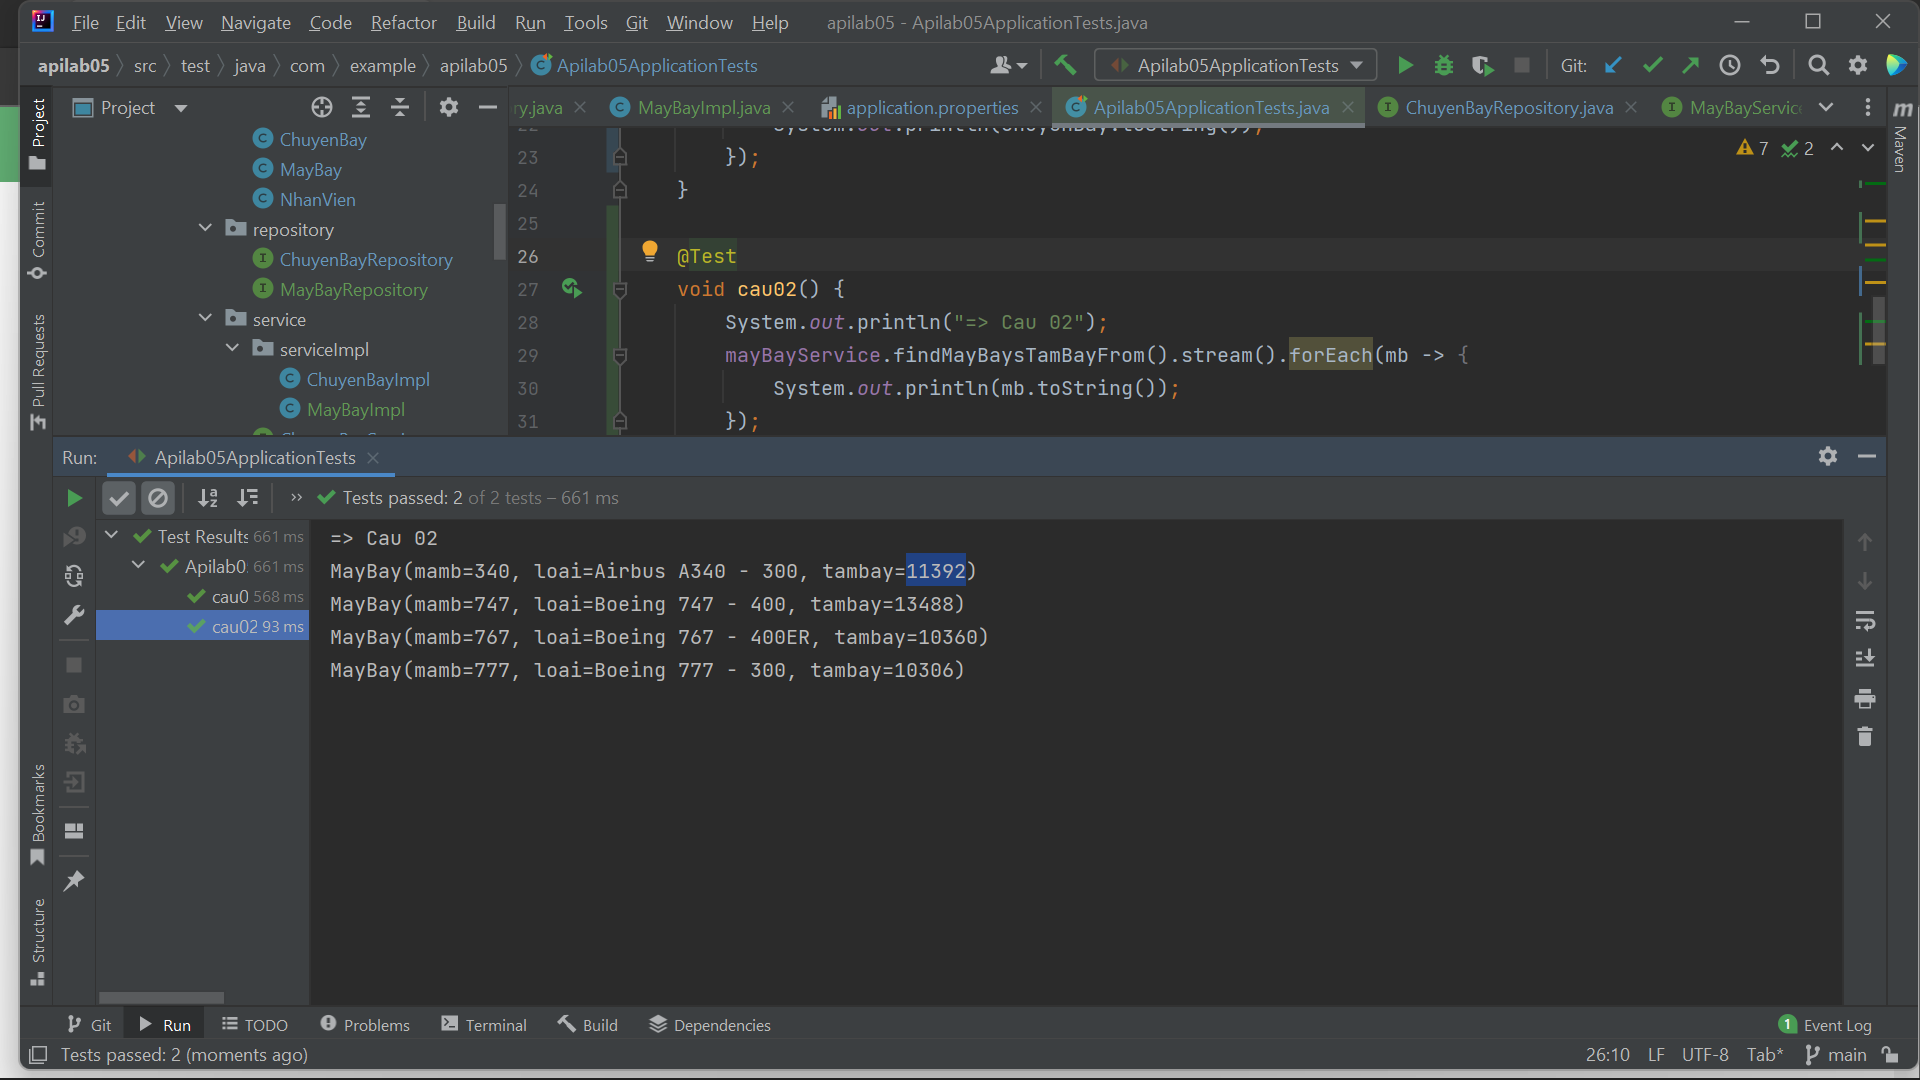 File Edit View Navigate Code Refactor Build Run Tools Git Window Help apilab05 - Apilab05ApplicationTests.java
apilab05 src test java com example apilab05 Apilab05ApplicationTests Apilab05ApplicationTests Git:
Project ry.java MayBayImpl.java application.properties Apilab05ApplicationTests.java ChuyenBayRepository.java MayBayService
Project
Commit
Pull Requests
Bookmarks
Structure
Maven
ChuyenBay
MayBay
NhanVien
repository
ChuyenBayRepository
MayBayRepository
service
serviceImpl
ChuyenBayImpl
MayBayImpl
7 2
23 });
24 }
25
26 @Test
27 void cau02() {
28 System.out.println("=> Cau 02");
29 mayBayService.findMayBaysTamBayFrom().stream().forEach(mb -> {
30 System.out.println(mb.toString());
31 });
Run: Apilab05ApplicationTests
Tests passed: 2 of 2 tests – 661 ms
Test Results 661 ms
Apilab0 661 ms
cau0 568 ms
cau02 93 ms
=> Cau 02
MayBay(mamb=340, loai=Airbus A340 - 300, tambay=11392)
MayBay(mamb=747, loai=Boeing 747 - 400, tambay=13488)
MayBay(mamb=767, loai=Boeing 767 - 400ER, tambay=10360)
MayBay(mamb=777, loai=Boeing 777 - 300, tambay=10306)
Git Run TODO Problems Terminal Build Dependencies 1 Event Log
Tests passed: 2 (moments ago) 26:10 LF UTF-8 Tab* main